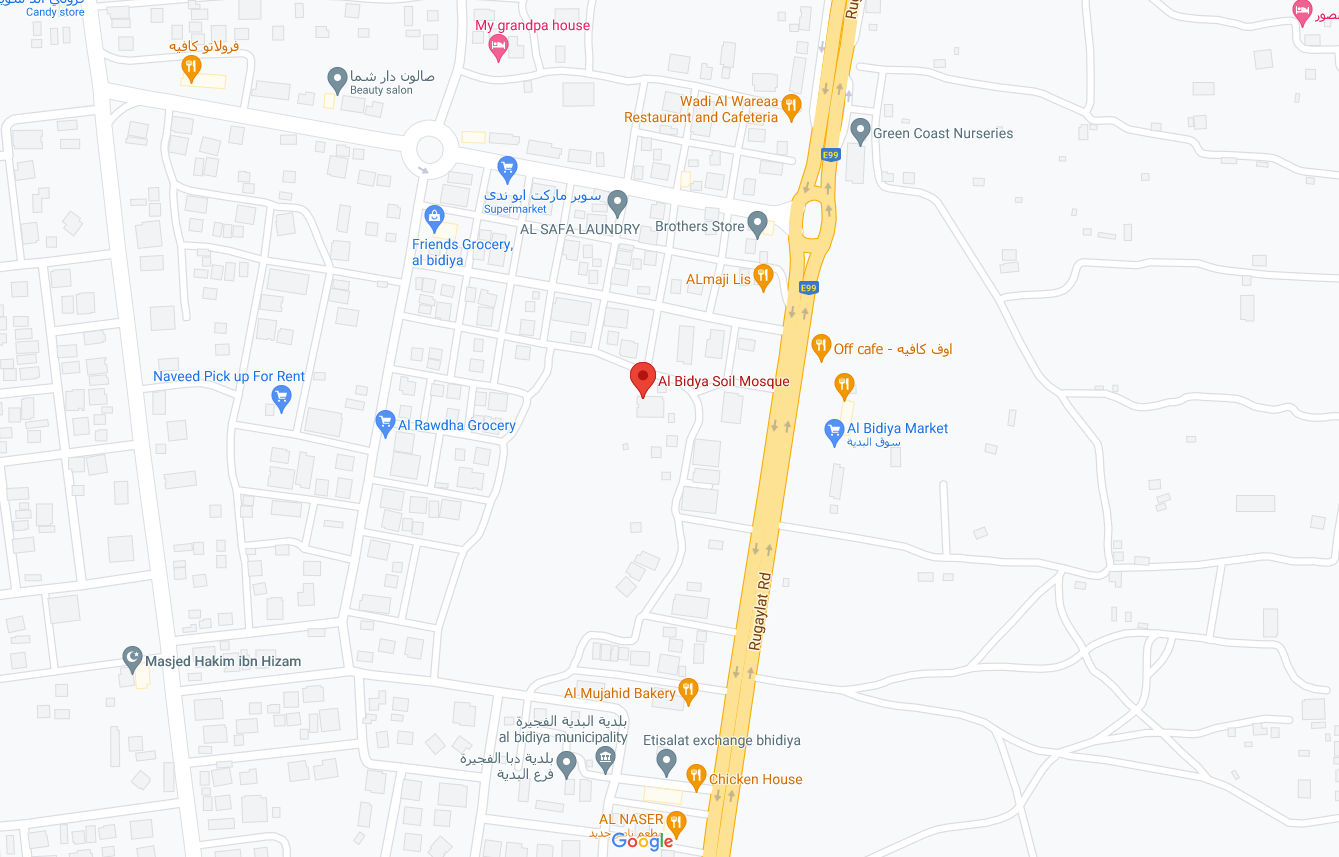 Candy store
My grandpa house
فرولاتو كافيه
صالون دار شما
Beauty salon
Wadi Al Wareaa
Restaurant and Cafeteria
Green Coast Nurseries
E99
سوبر ماركت ابو ندى
Supermarket
AL SAFA LAUNDRY
Brothers Store
Friends Grocery,
al bidiya
ALmaji Lis
E99
Off cafe - اوف كافيه
Naveed Pick up For Rent
Al Bidya Soil Mosque
Al Rawdha Grocery
Al Bidiya Market
سوق البدية
Rugaylat Rd
Masjed Hakim ibn Hizam
Al Mujahid Bakery
بلدية البدية الفجيرة
al bidiya municipality
Etisalat exchange bhidiya
بلدية دبا الفجيرة
فرع البدية
Chicken House
AL NASER
Google